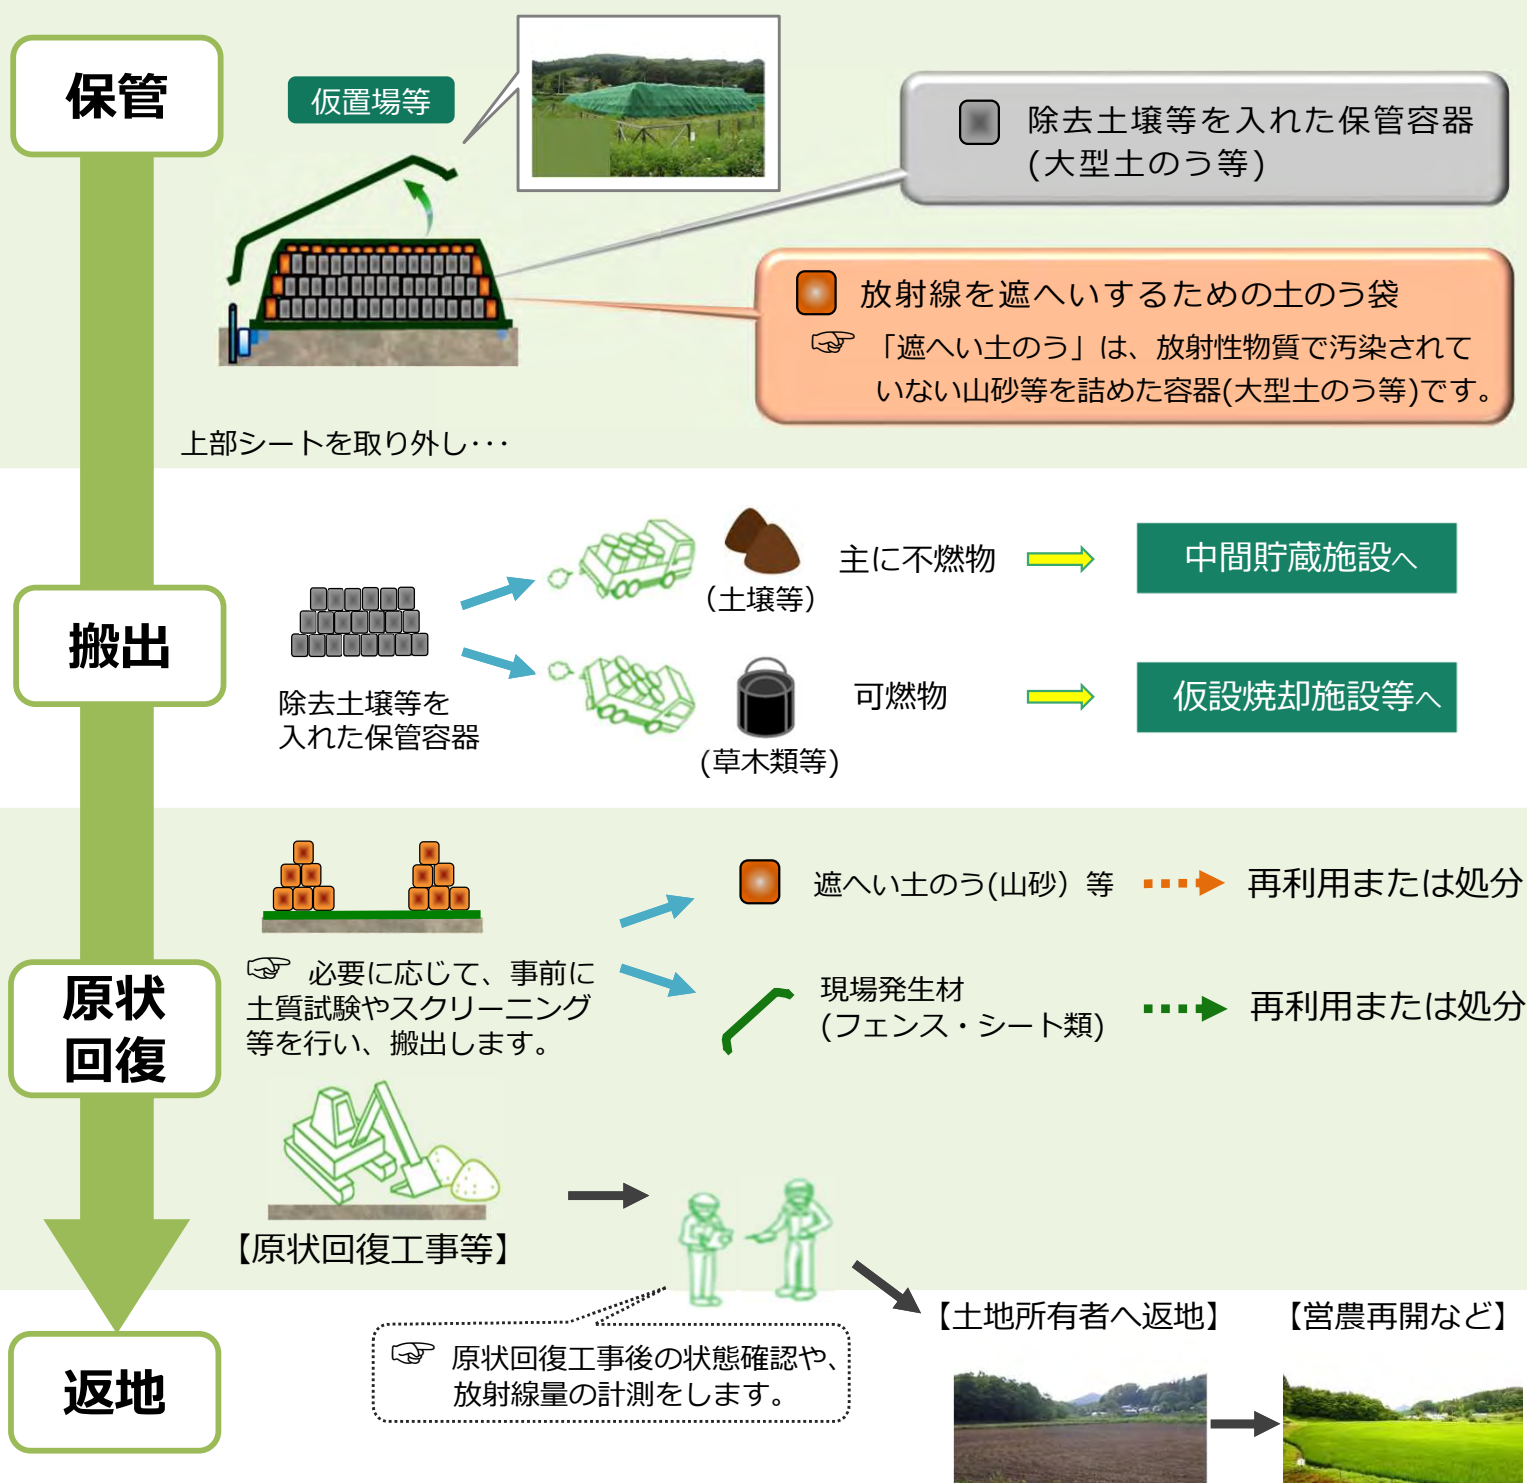 保管
仮置場等
除去土壌等を入れた保管容器
(大型土のう等)
放射線を遮へいするための土のう袋
☞ 「遮へい土のう」は、放射性物質で汚染されて
いない山砂等を詰めた容器(大型土のう等)です。
上部シートを取り外し･･･
搬出
除去土壌等を
入れた保管容器
(土壌等)
主に不燃物
中間貯蔵施設へ
(草木類等)
可燃物
仮設焼却施設等へ
原状
回復
☞ 必要に応じて、事前に
土質試験やスクリーニング
等を行い、搬出します。
遮へい土のう(山砂）等
再利用または処分
現場発生材
(フェンス・シート類)
再利用または処分
【原状回復工事等】
☞ 原状回復工事後の状態確認や、
放射線量の計測をします。
返地
【土地所有者へ返地】
【営農再開など】